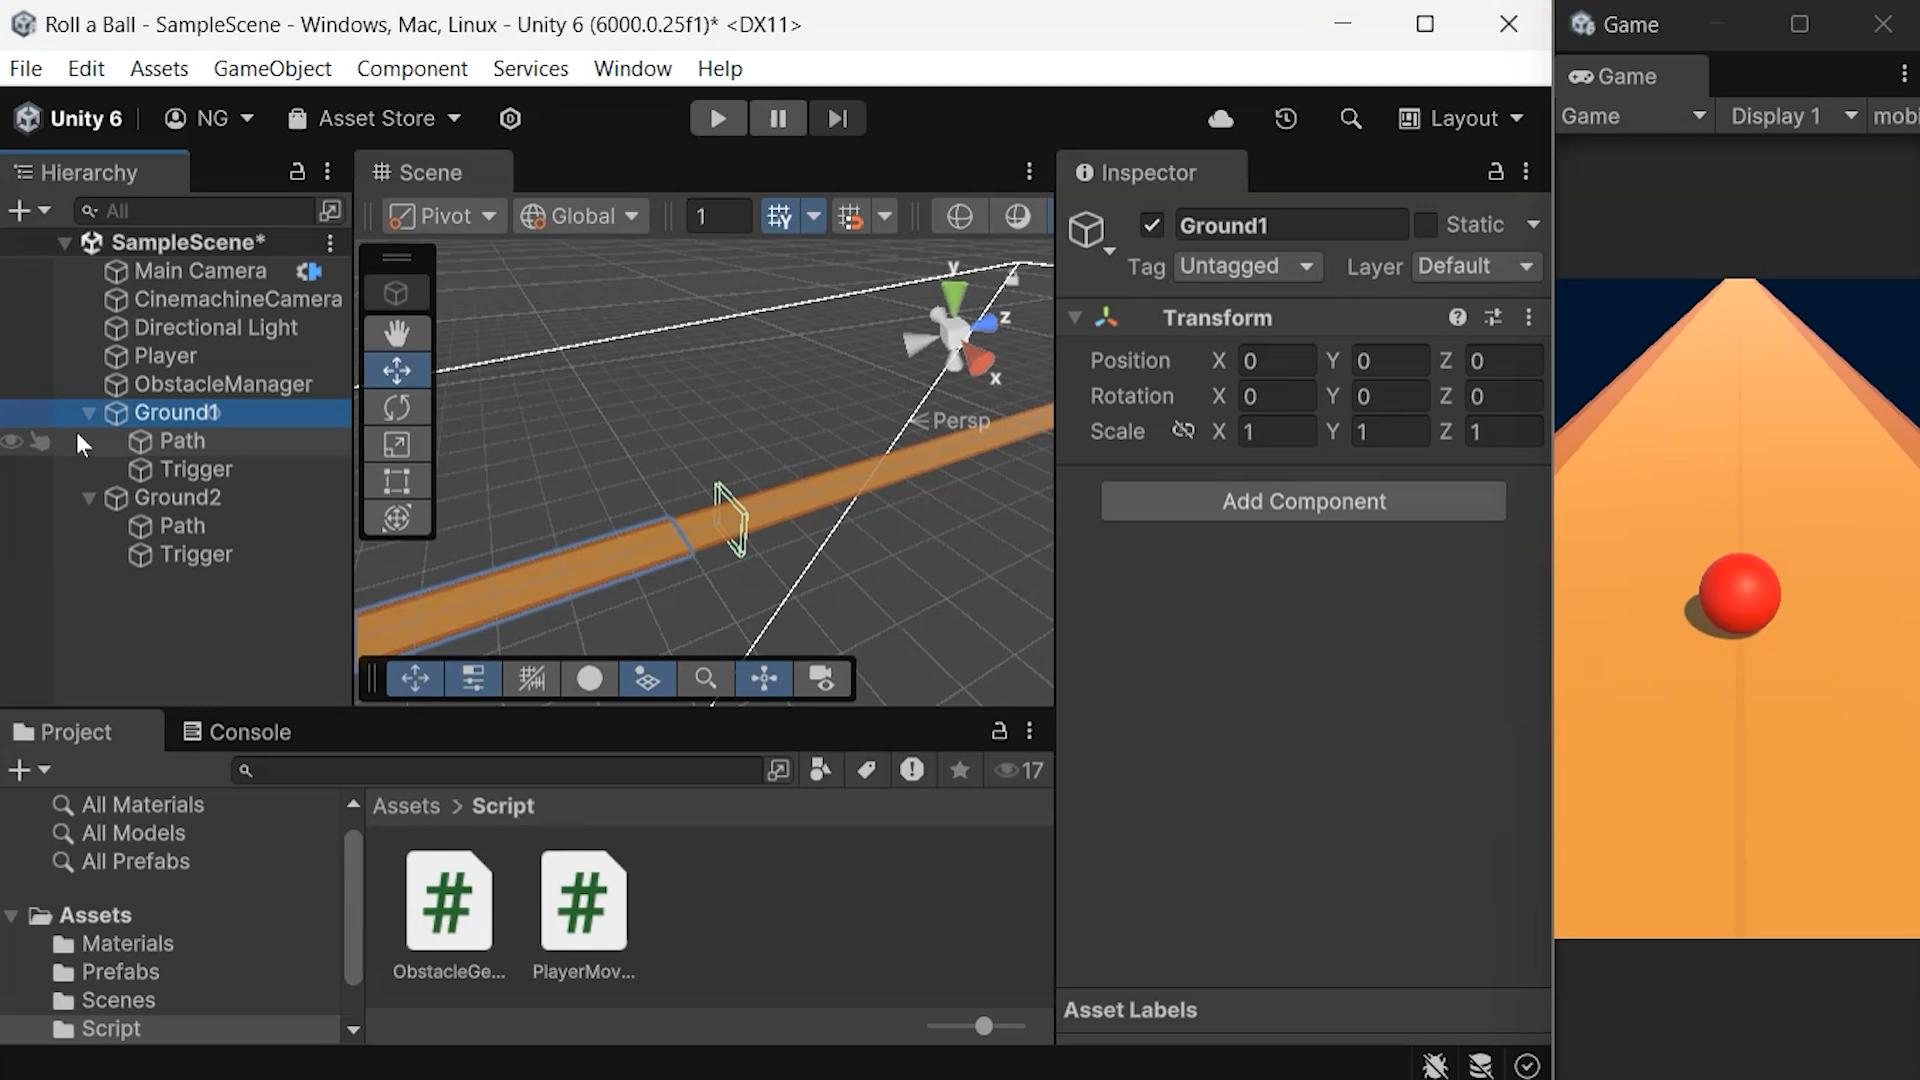 Roll a Ball - SampleScene - Windows, Mac, Linux - Unity 6 (6000.0.25f1)* <DX11>
Game
File Edit Assets GameObject Component Services Window Help
Game
Unity 6 NG Asset Store Layout
Game Display 1 mobi
Hierarchy
Scene
Inspector
All
Pivot Global 1
Ground1 Static
SampleScene*
Tag Untagged Layer Default
Main Camera
CinemachineCamera
Directional Light
Player
ObstacleManager
Ground1
Path
Trigger
Ground2
Path
Trigger
y
z
x
Persp
Transform
Position X 0 Y 0 Z 0
Rotation X 0 Y 0 Z 0
Scale X 1 Y 1 Z 1
Add Component
Project Console
17
All Materials
All Models
All Prefabs
Assets
Materials
Prefabs
Scenes
Script
Assets > Script
ObstacleGe... PlayerMov...
Asset Labels